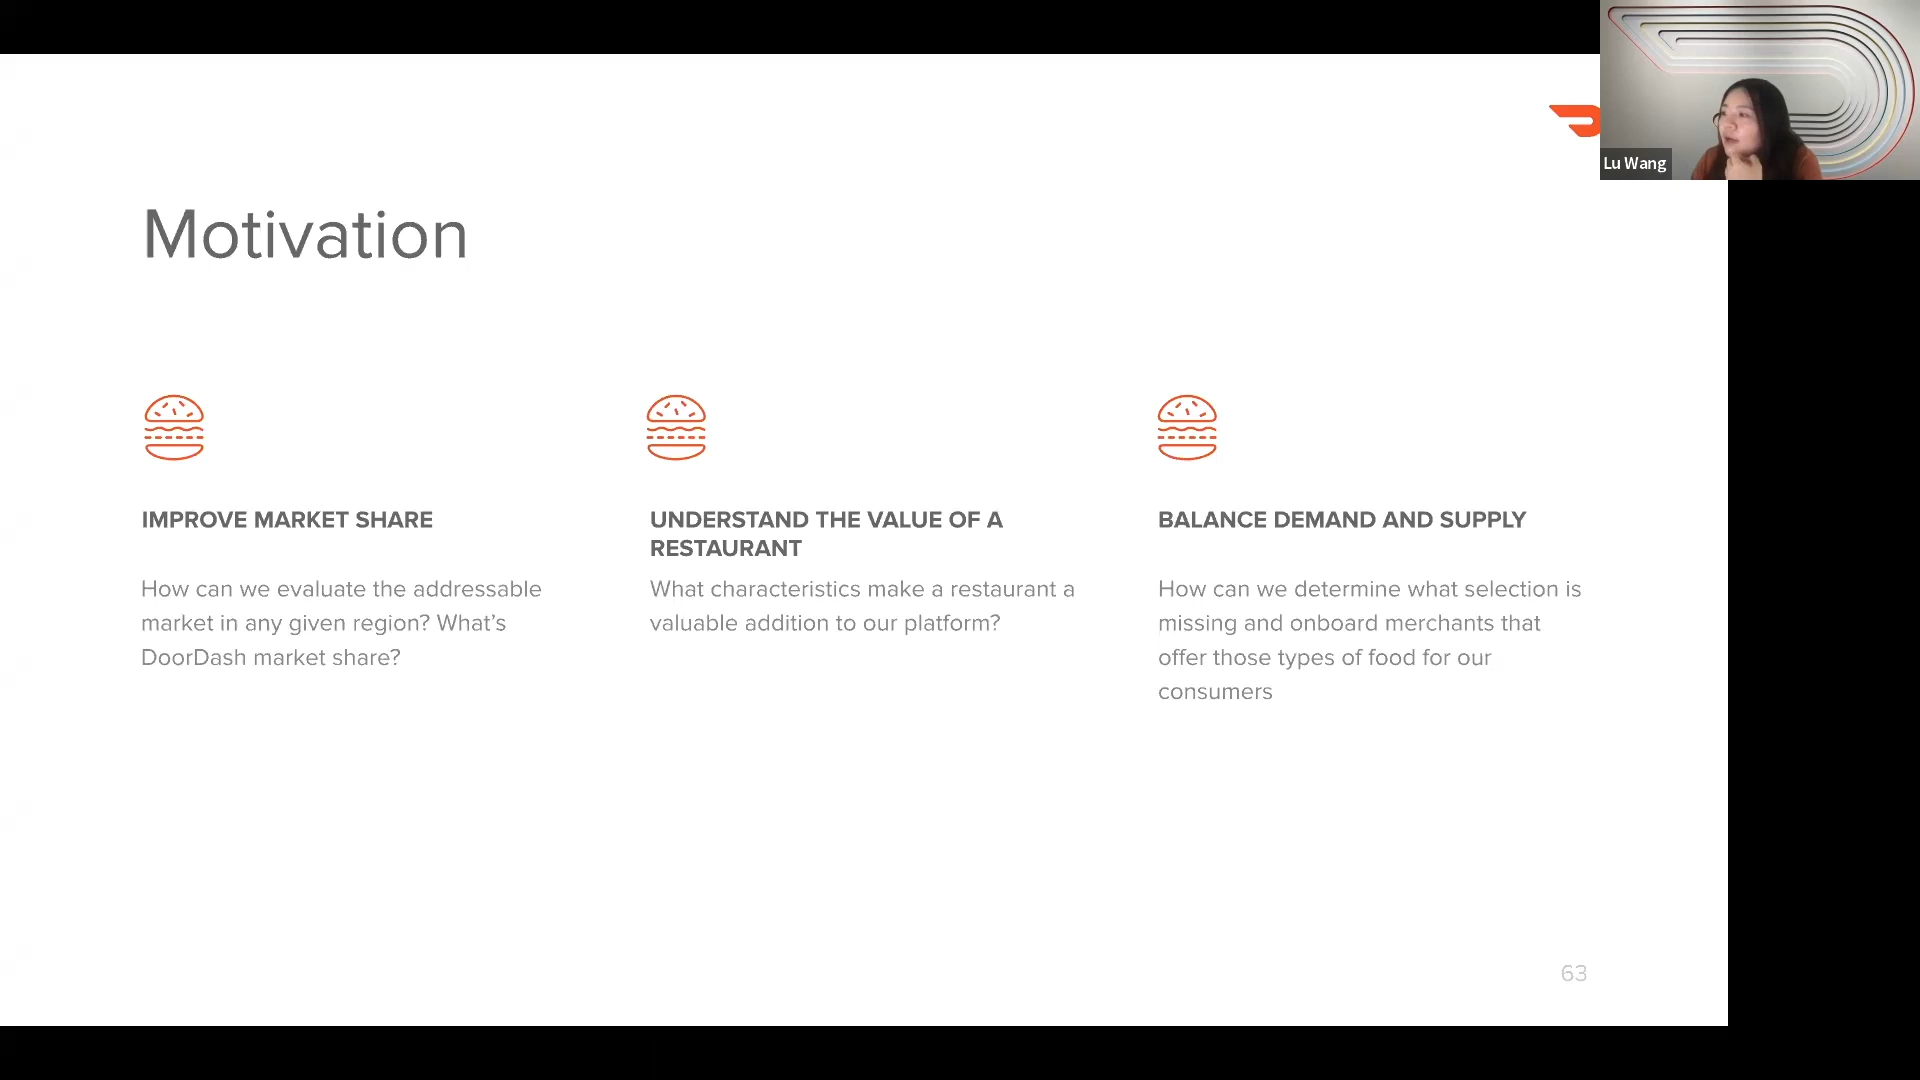 Lu Wang
Motivation
IMPROVE MARKET SHARE
How can we evaluate the addressable
market in any given region? What’s
DoorDash market share?
UNDERSTAND THE VALUE OF A
RESTAURANT
What characteristics make a restaurant a
valuable addition to our platform?
BALANCE DEMAND AND SUPPLY
How can we determine what selection is
missing and onboard merchants that
offer those types of food for our
consumers
63